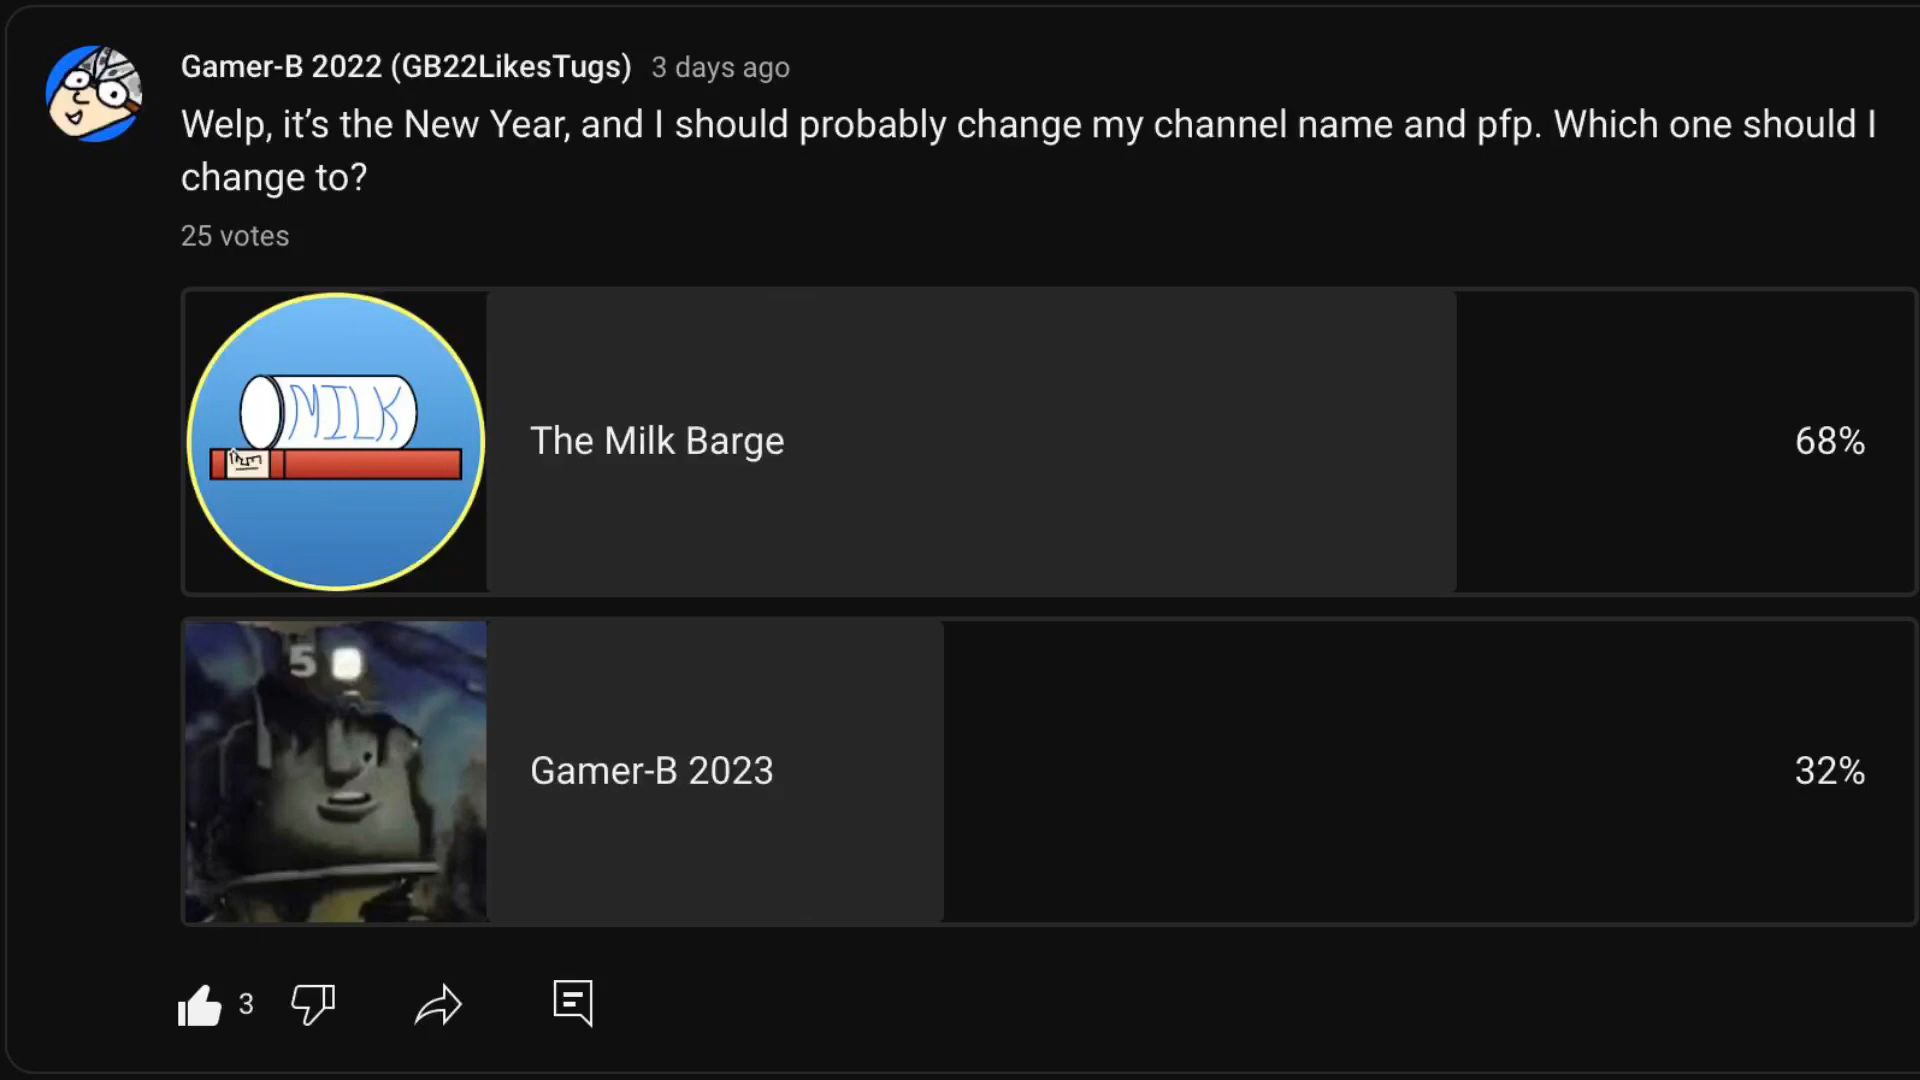 Gamer-B 2022 (GB22LikesTugs) 3 days ago
Welp, it’s the New Year, and I should probably change my channel name and pfp. Which one should I
change to?
25 votes
MILK
The Milk Barge
68%
5
Gamer-B 2023
32%
3